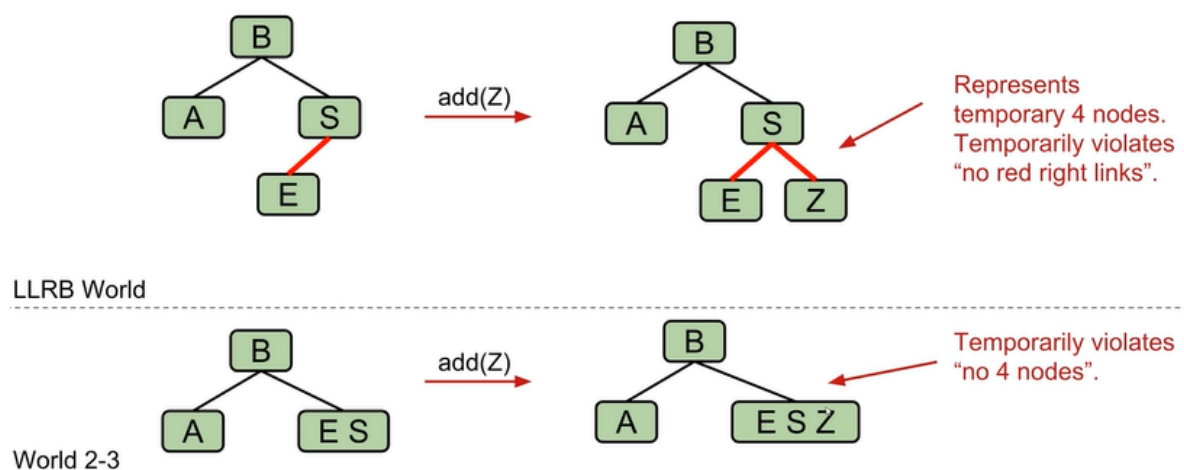 B
A
S
E
add(Z)
B
A
S
E
Z
Represents
temporary 4 nodes.
Temporarily violates
“no red right links”.
LLRB World
B
A
E S
add(Z)
B
A
E S Z
Temporarily violates
“no 4 nodes”.
World 2-3